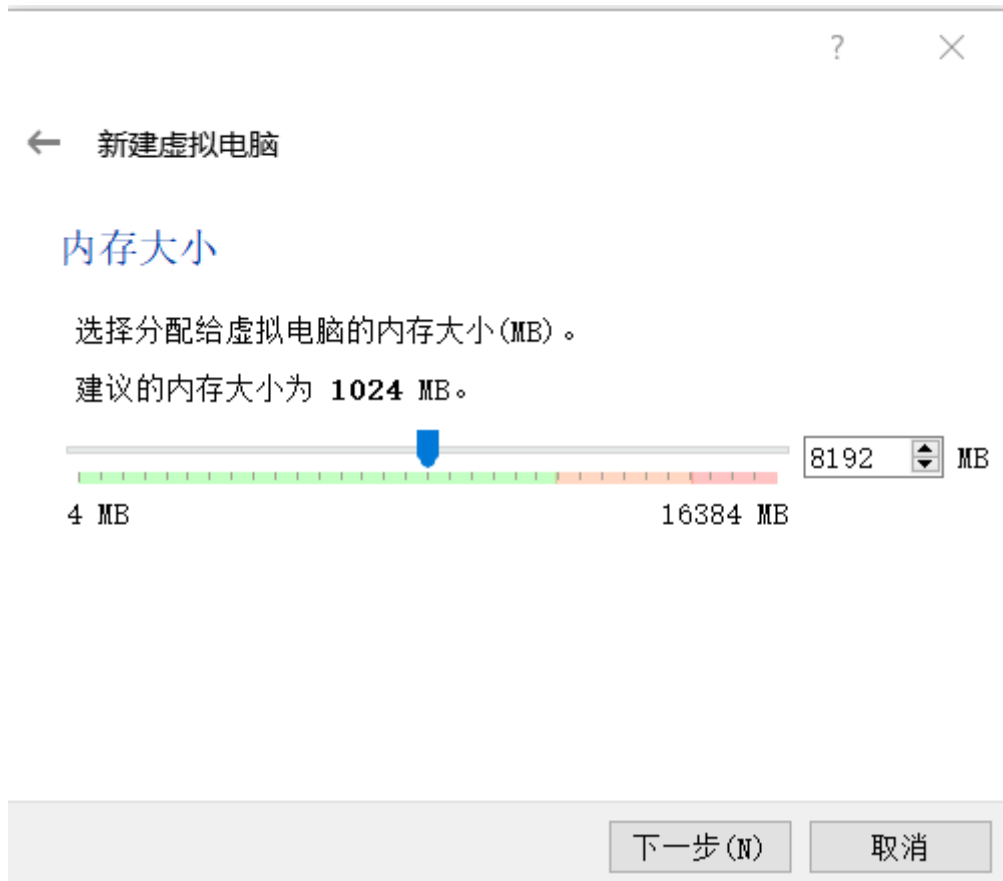 ?
新建虚拟电脑
内存大小
选择分配给虚拟电脑的内存大小(MB)。
建议的内存大小为 1024 MB。
8192 MB
4 MB 16384 MB
下一步(N) 取消